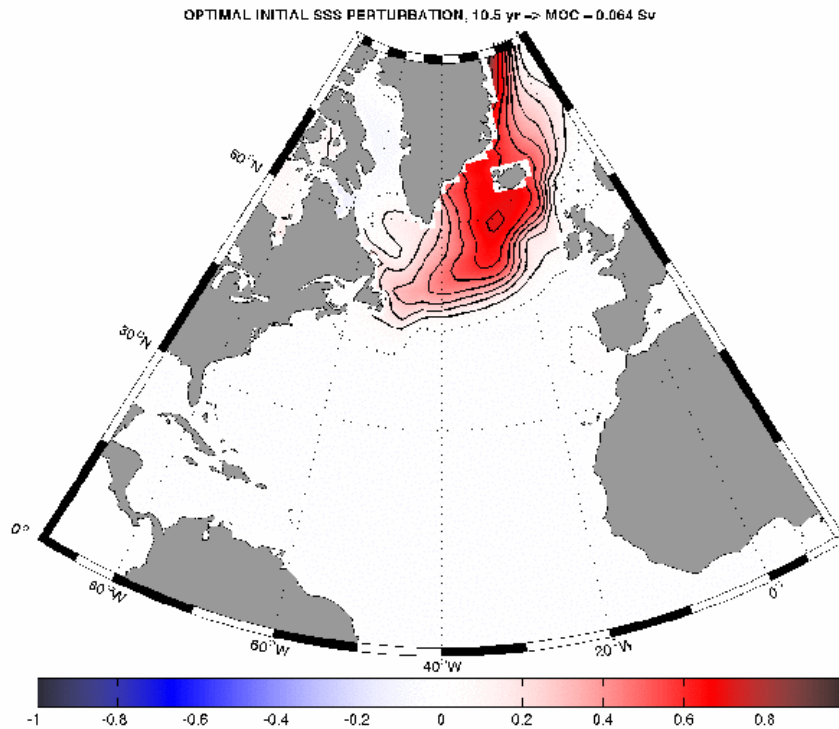 OPTIMAL INITIAL SSS PERTURBATION, 10.5 yr -> MOC = 0.064 Sv
60°N
30°N
0°
80°W
60°W
40°W
20°W
0°
-1 -0.8 -0.6 -0.4 -0.2 0 0.2 0.4 0.6 0.8